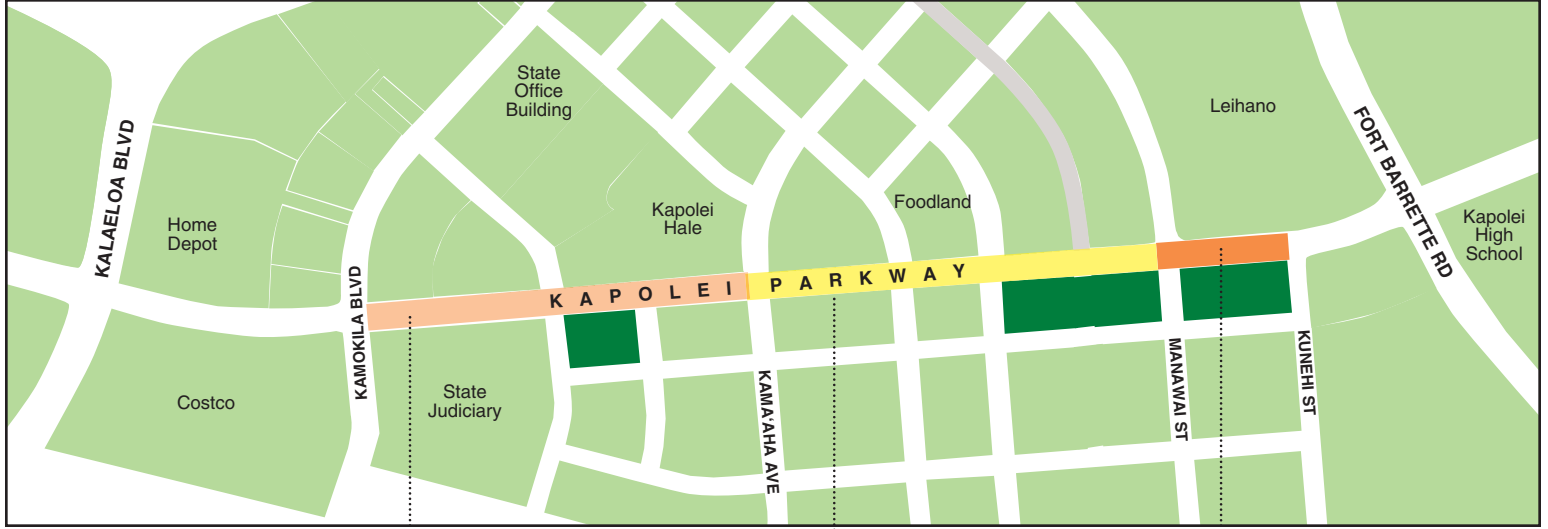 State
Office
Building
Leihano
KALAELOA BLVD
FORT BARRETTE RD
Home
Depot
Kapolei
Hale
Foodland
Kapolei
High
School
KAPOLEI PARKWAY
KAMOKILA BLVD
Costco
State
Judiciary
KAMA‘AHA AVE
MANAWAI ST
KUNEHI ST